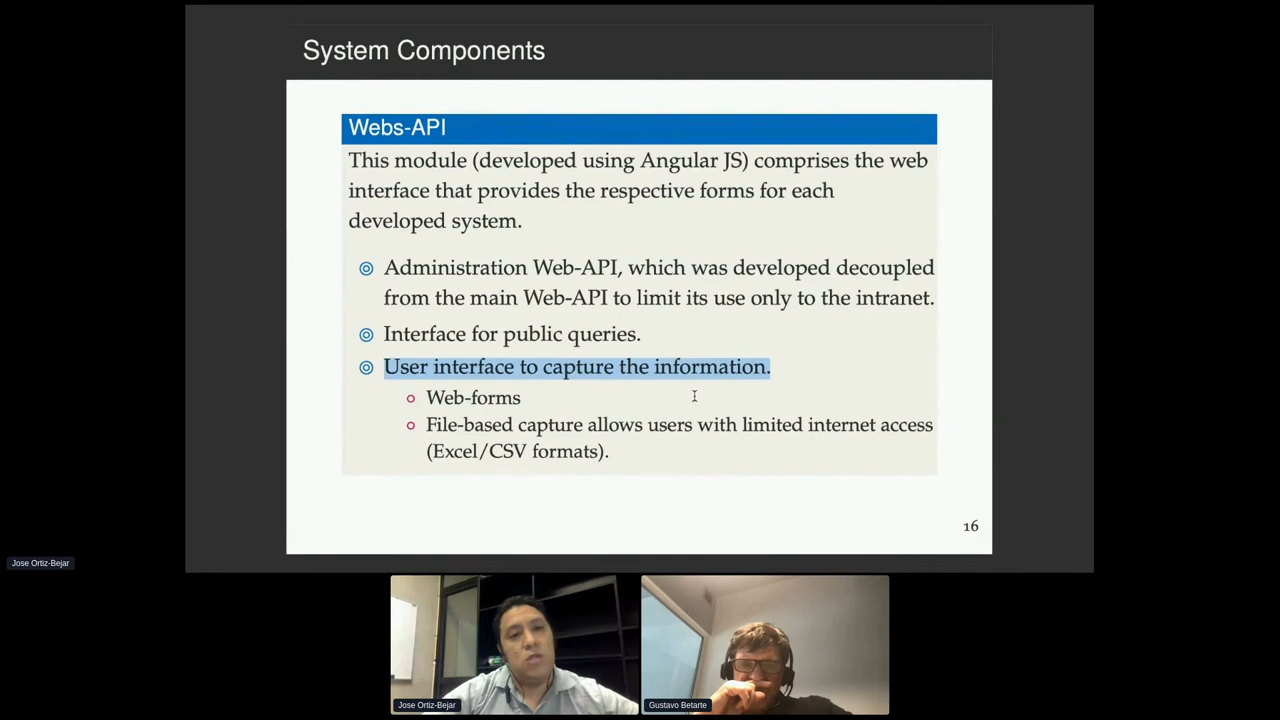 System Components
Webs-API
This module (developed using Angular JS) comprises the web
interface that provides the respective forms for each
developed system.
Administration Web-API, which was developed decoupled
from the main Web-API to limit its use only to the intranet.
Interface for public queries.
User interface to capture the information.
Web-forms
File-based capture allows users with limited internet access
(Excel/CSV formats).
16
Jose Ortiz-Bejar
Jose Ortiz-Bejar
Gustavo Betarte